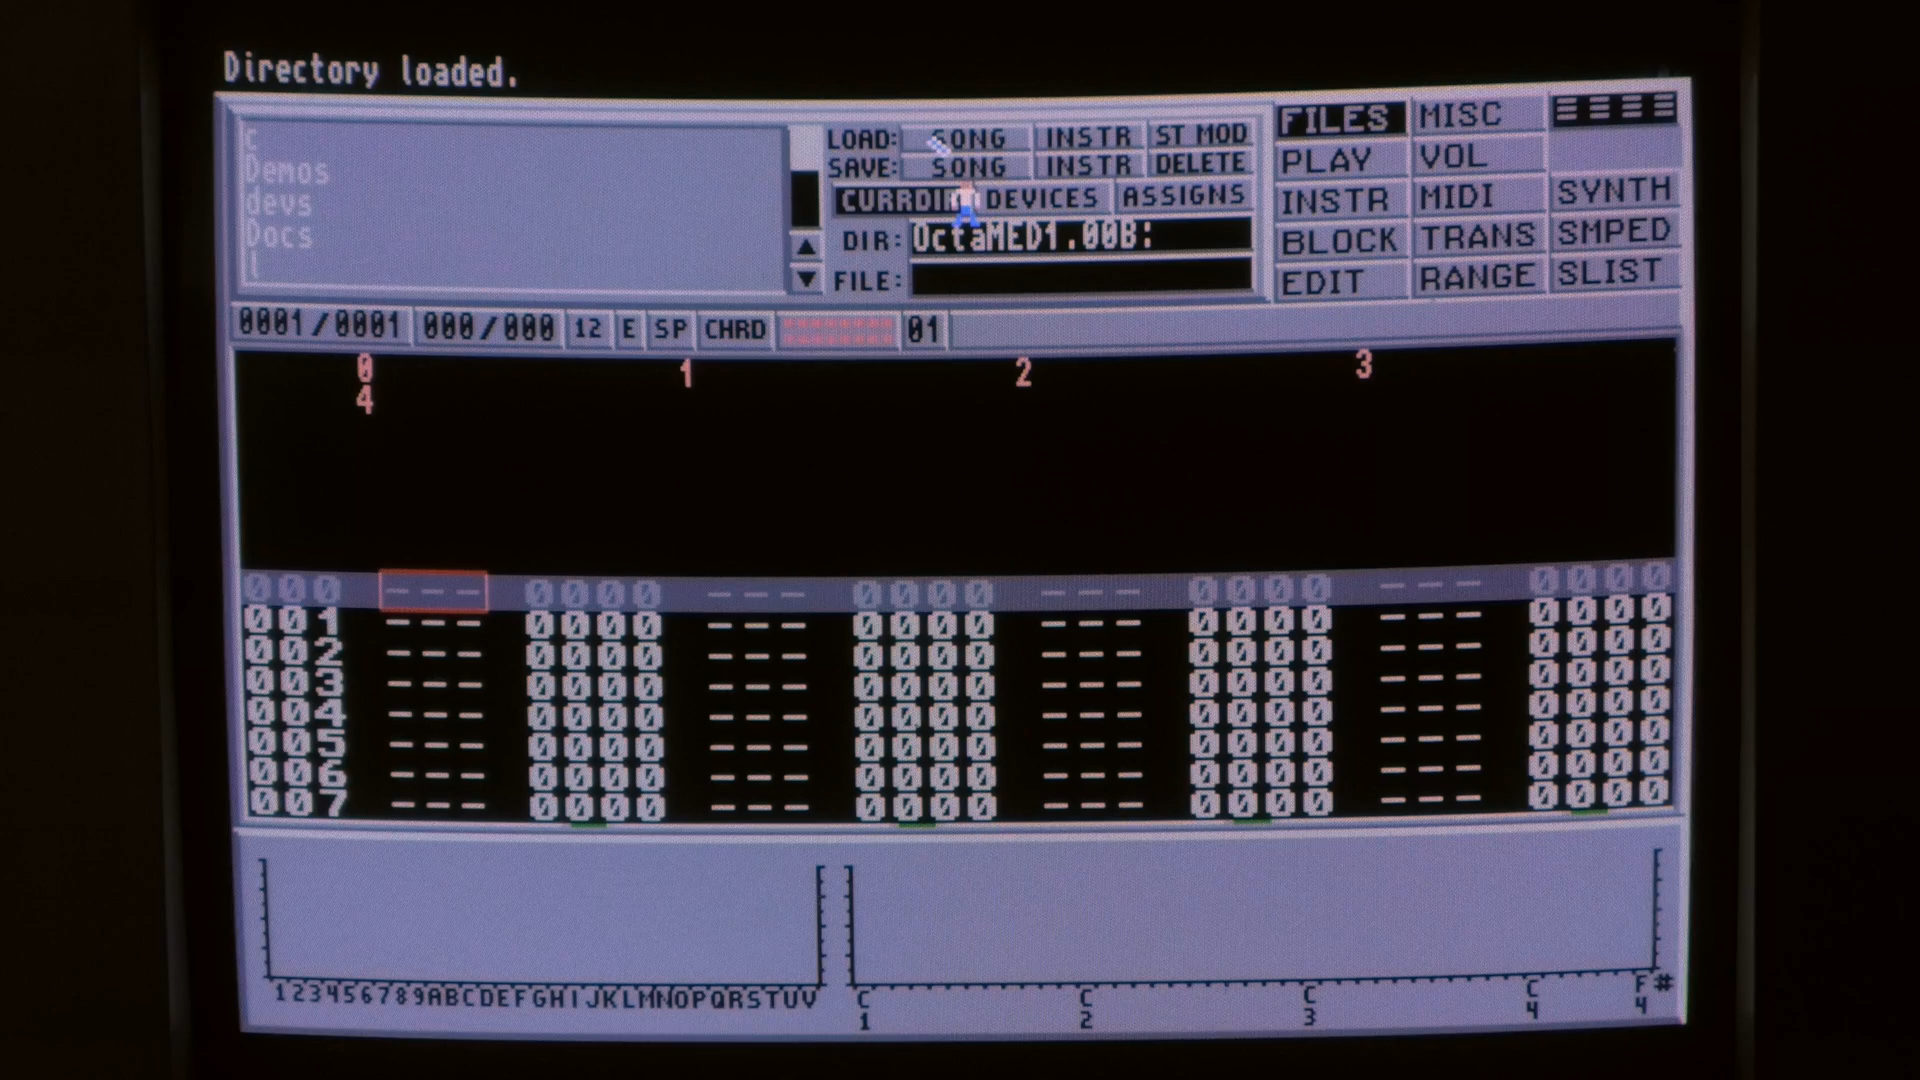 Directory loaded.
c
Demos
devs
Docs
l
LOAD: SONG INSTR ST MOD
SAVE: SONG INSTR DELETE
CURRDIR DEVICES ASSIGNS
DIR: OctaMED1.00B:
FILE:
FILES MISC
PLAY VOL
INSTR MIDI SYNTH
BLOCK TRANS SMPED
EDIT RANGE SLIST
0001/0001 000/000 12 E SP CHRD 01
0 1 2 3
4
000 --- 0000 --- 0000 --- 0000 --- 0000
001 --- 0000 --- 0000 --- 0000 --- 0000
002 --- 0000 --- 0000 --- 0000 --- 0000
003 --- 0000 --- 0000 --- 0000 --- 0000
004 --- 0000 --- 0000 --- 0000 --- 0000
005 --- 0000 --- 0000 --- 0000 --- 0000
006 --- 0000 --- 0000 --- 0000 --- 0000
007 --- 0000 --- 0000 --- 0000 --- 0000
123456789ABCDEFGHIJKLMNOPQRSTUV
C C C C F#
1 2 3 4 4